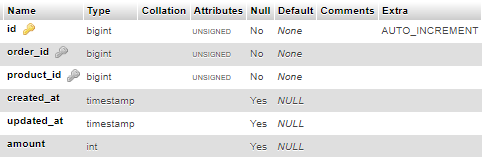 Name Type Collation Attributes Null Default Comments Extra
id bigint UNSIGNED No None AUTO_INCREMENT
order_id bigint UNSIGNED No None
product_id bigint UNSIGNED No None
created_at timestamp Yes NULL
updated_at timestamp Yes NULL
amount int Yes NULL